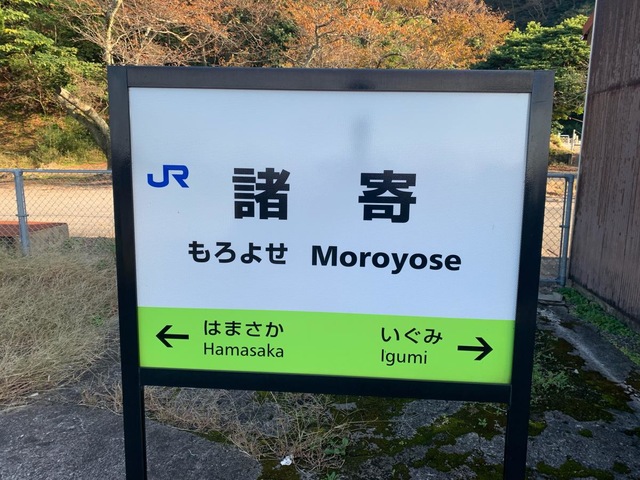 JR
諸寄
もろよせ Moroyose
← はまさか いぐみ →
Hamasaka Igumi